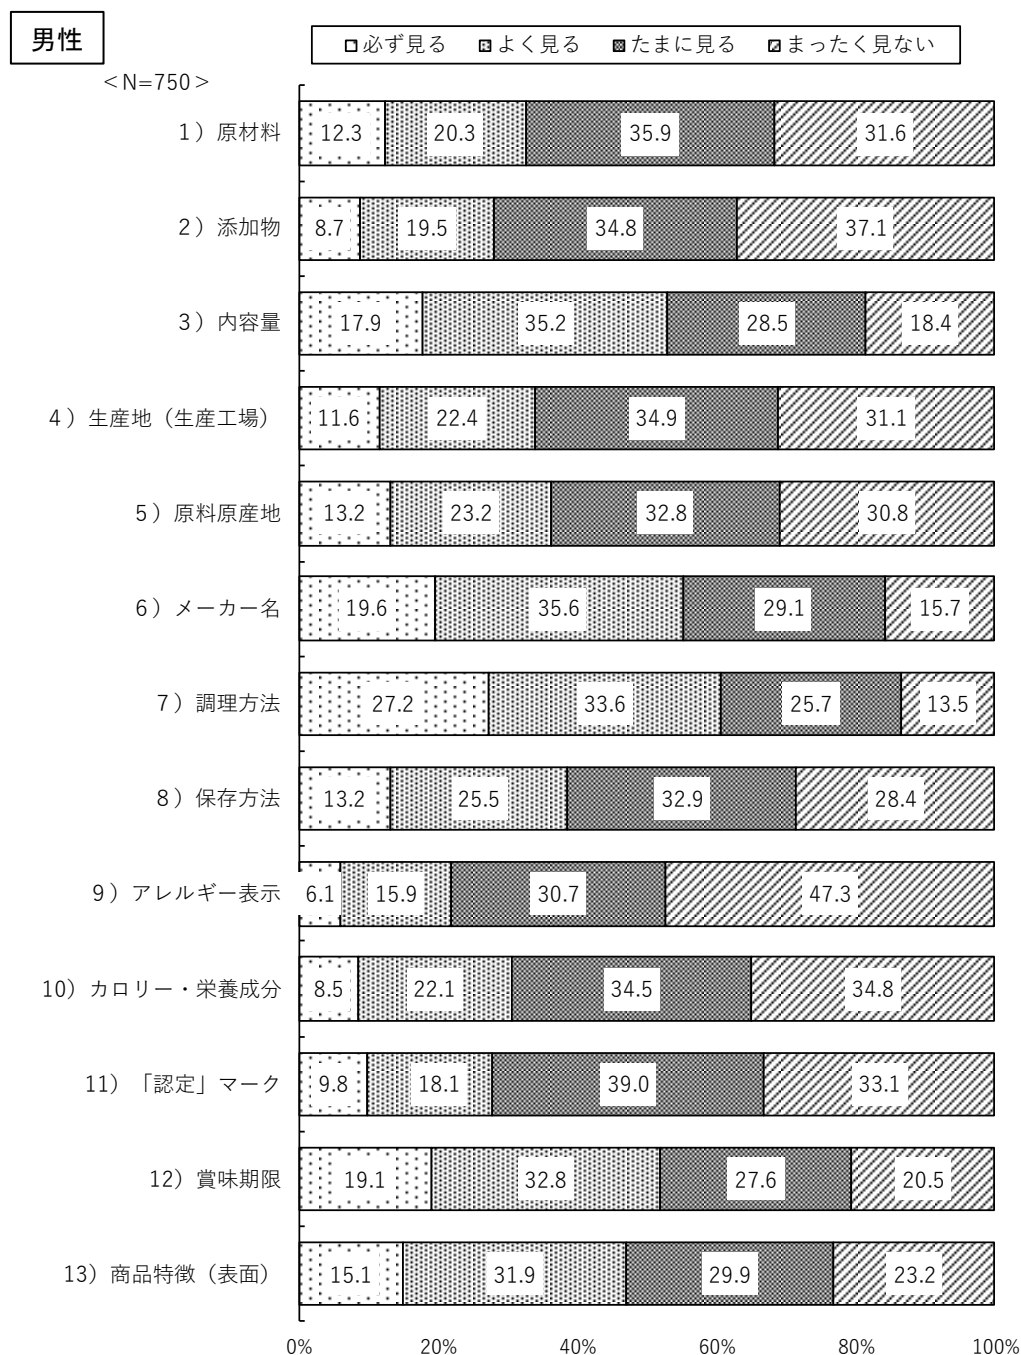 男性
□必ず見る □よく見る ■たまに見る □まったく見ない
＜N=750＞
1）原材料 12.3 20.3 35.9 31.6
2）添加物 8.7 19.5 34.8 37.1
3）内容量 17.9 35.2 28.5 18.4
4）生産地（生産工場） 11.6 22.4 34.9 31.1
5）原料原産地 13.2 23.2 32.8 30.8
6）メーカー名 19.6 35.6 29.1 15.7
7）調理方法 27.2 33.6 25.7 13.5
8）保存方法 13.2 25.5 32.9 28.4
9）アレルギー表示 6.1 15.9 30.7 47.3
10）カロリー・栄養成分 8.5 22.1 34.5 34.8
11）「認定」マーク 9.8 18.1 39.0 33.1
12）賞味期限 19.1 32.8 27.6 20.5
13）商品特徴（表面） 15.1 31.9 29.9 23.2
0% 20% 40% 60% 80% 100%